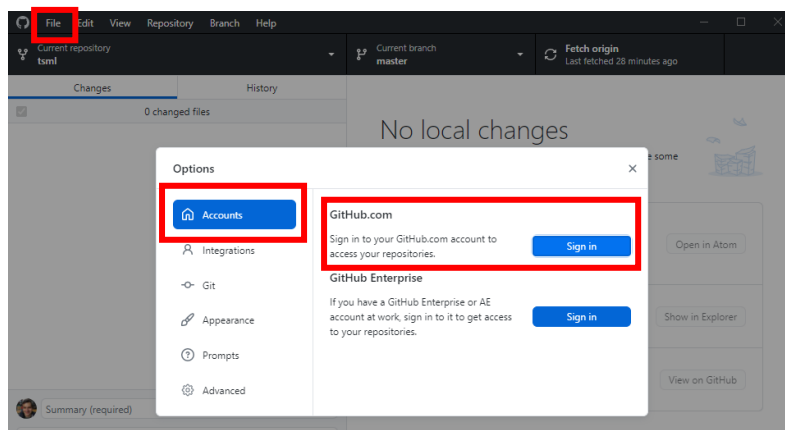 File Edit View Repository Branch Help
Current repository
tsml
Current branch
master
Fetch origin
Last fetched 28 minutes ago
Changes
History
0 changed files
No local changes
e some
Options
Accounts
Integrations
Git
Appearance
Prompts
Advanced
GitHub.com
Sign in to your GitHub.com account to
access your repositories.
Sign in
GitHub Enterprise
If you have a GitHub Enterprise or AE
account at work, sign in to it to get access
to your repositories.
Sign in
Open in Atom
Show in Explorer
View on GitHub
Summary (required)